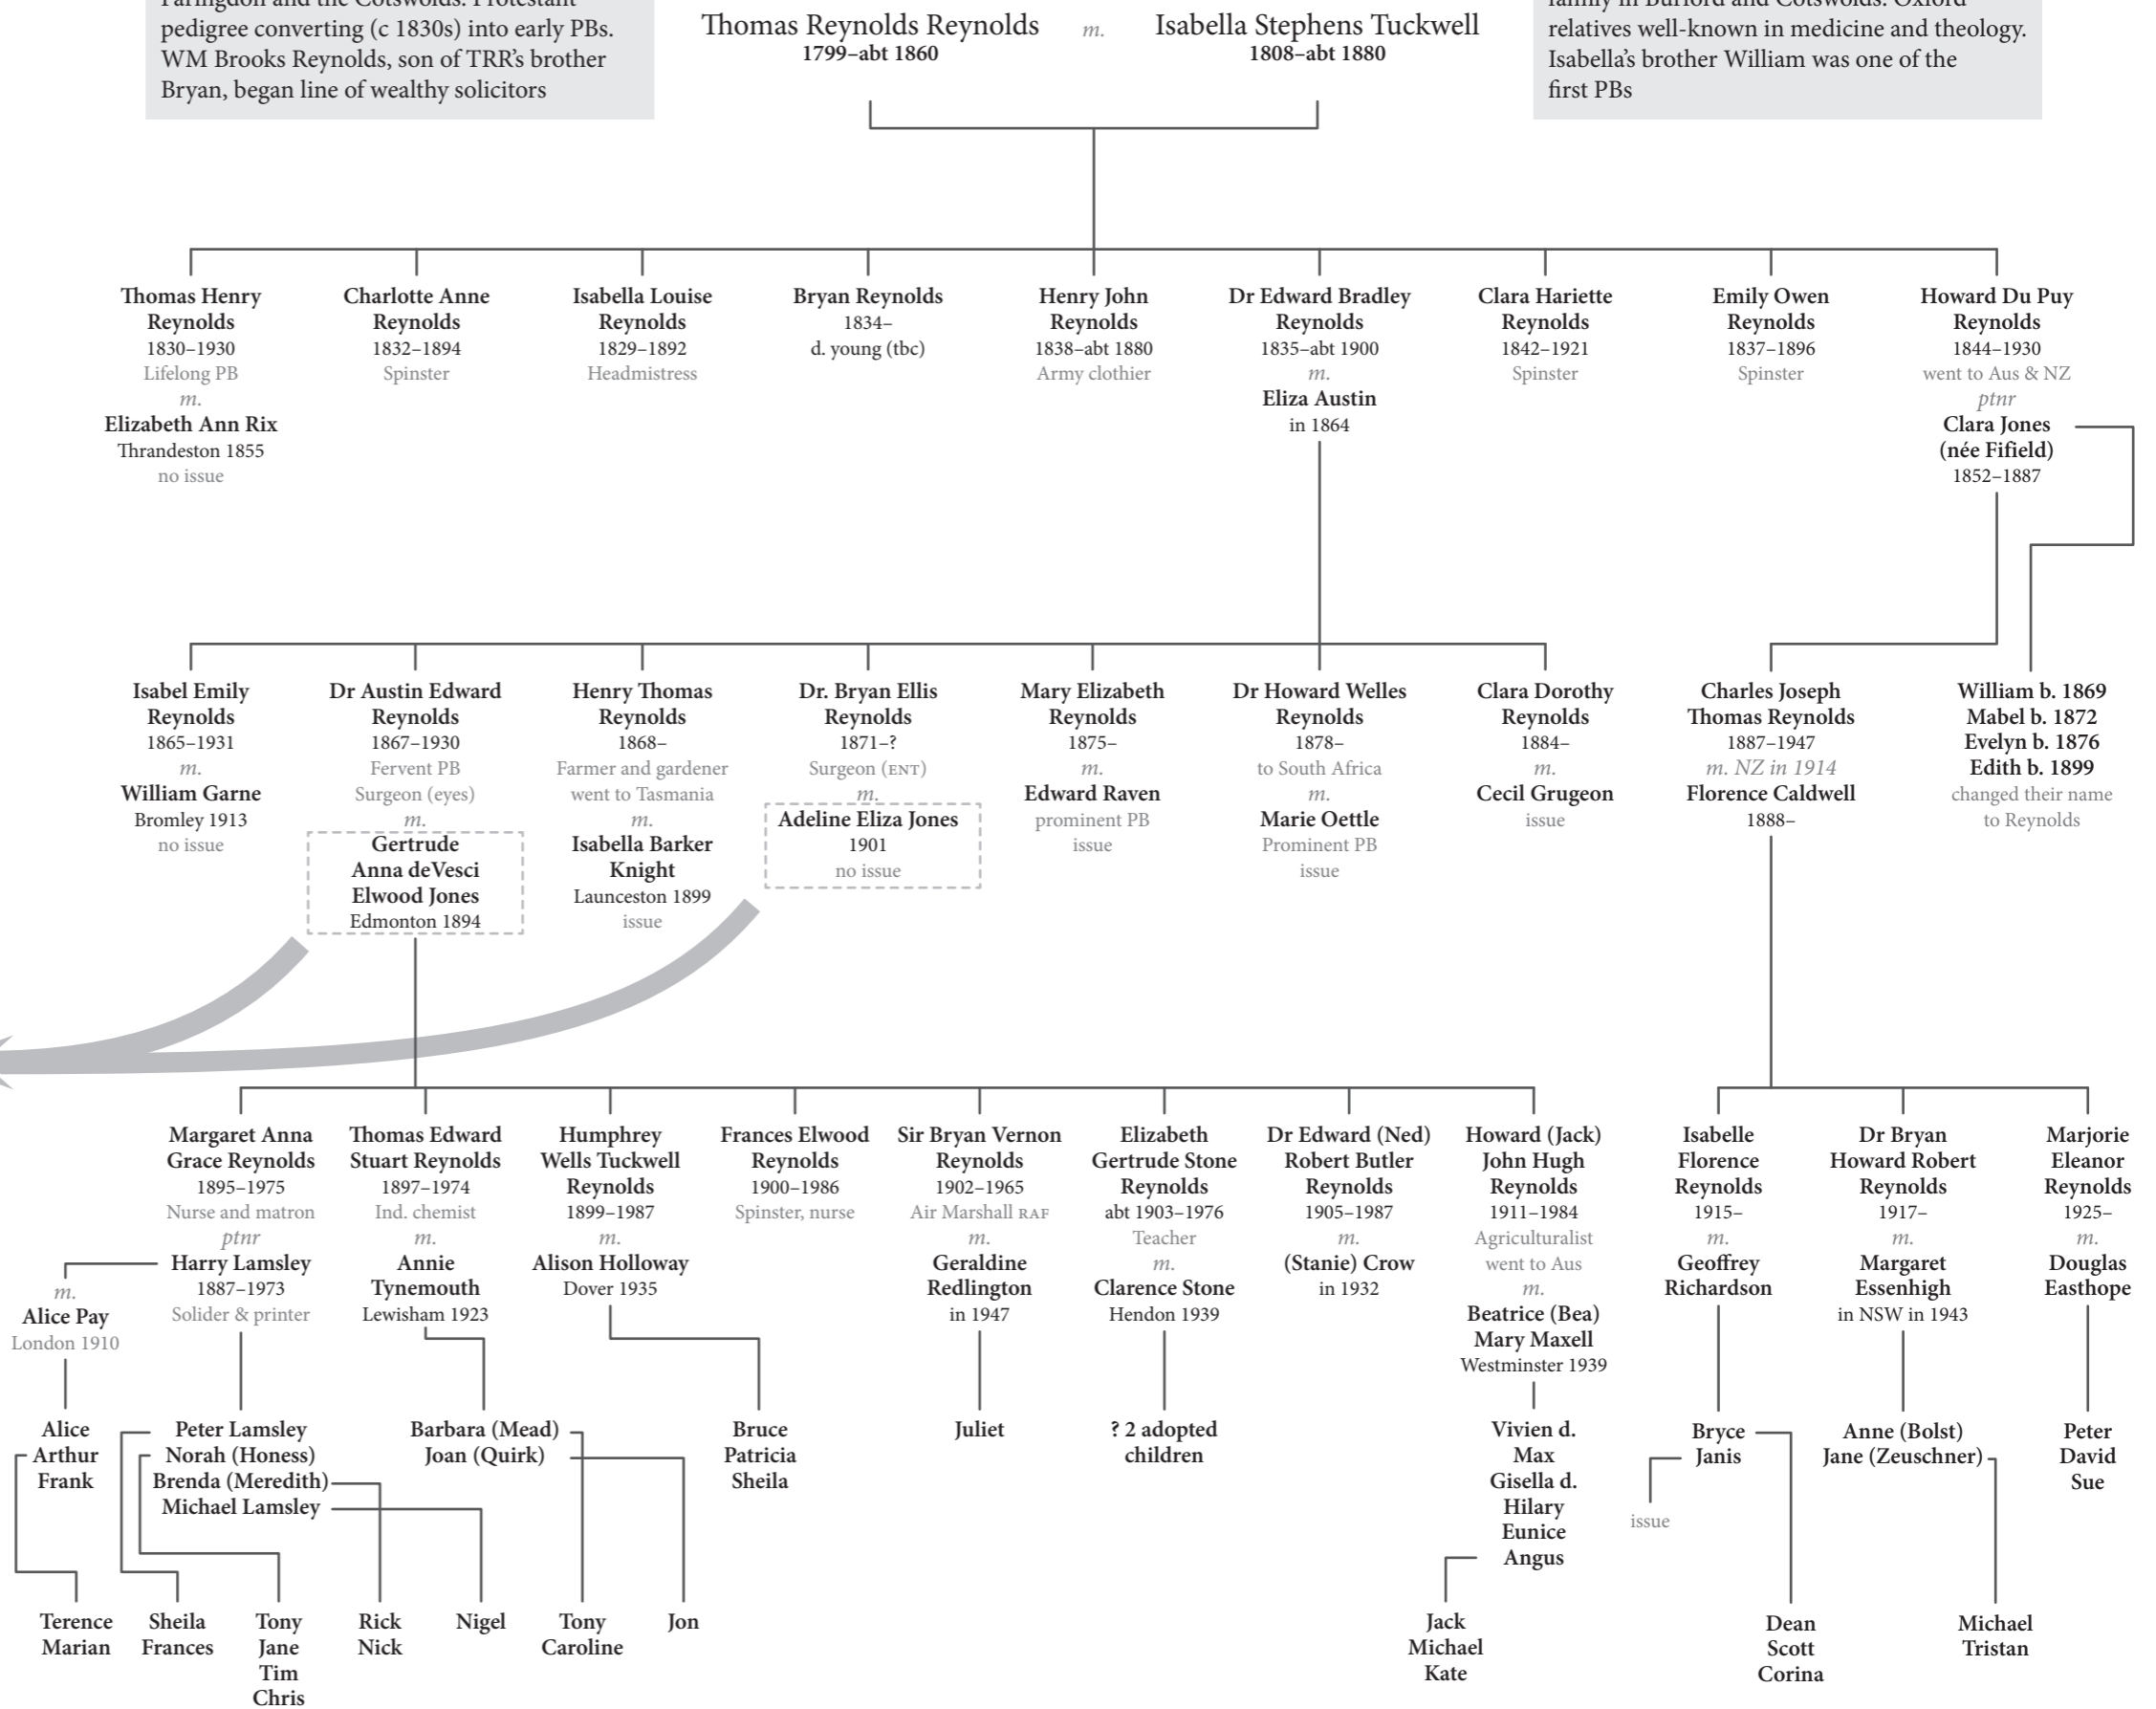 Faringdon and the Cotswolds. Protestant
pedigree converting (c 1830s) into early PBs.
WM Brooks Reynolds, son of TRR's brother
Bryan, began line of wealthy solicitors
Thomas Reynolds Reynolds
1799–abt 1860
m.
Isabella Stephens Tuckwell
1808–abt 1880
family in Burford and Cotswolds. Oxford
relatives well-known in medicine and theology.
Isabella's brother William was one of the
first PBs
Thomas Henry
Reynolds
1830–1930
Lifelong PB
m.
Elizabeth Ann Rix
Thrandeston 1855
no issue
Charlotte Anne
Reynolds
1832–1894
Spinster
Isabella Louise
Reynolds
1829–1892
Headmistress
Bryan Reynolds
1834–
d. young (tbc)
Henry John
Reynolds
1838–abt 1880
Army clothier
Dr Edward Bradley
Reynolds
1835–abt 1900
m.
Eliza Austin
in 1864
Clara Hariette
Reynolds
1842–1921
Spinster
Emily Owen
Reynolds
1837–1896
Spinster
Howard Du Puy
Reynolds
1844–1930
went to Aus & NZ
ptnr
Clara Jones
(née Fifield)
1852–1887
Isabel Emily
Reynolds
1865–1931
m.
William Garne
Bromley 1913
no issue
Dr Austin Edward
Reynolds
1867–1930
Fervent PB
Surgeon (eyes)
m.
Gertrude
Anna deVesci
Elwood Jones
Edmonton 1894
Henry Thomas
Reynolds
1868–
Farmer and gardener
went to Tasmania
m.
Isabella Barker
Knight
Launceston 1899
issue
Dr. Bryan Ellis
Reynolds
1871–?
Surgeon (ENT)
m.
Adeline Eliza Jones
1901
no issue
Mary Elizabeth
Reynolds
1875–
m.
Edward Raven
prominent PB
issue
Dr Howard Welles
Reynolds
1878–
to South Africa
m.
Marie Oettle
Prominent PB
issue
Clara Dorothy
Reynolds
1884–
m.
Cecil Grugeon
issue
Charles Joseph
Thomas Reynolds
1887–1947
m. NZ in 1914
Florence Caldwell
1888–
William b. 1869
Mabel b. 1872
Evelyn b. 1876
Edith b. 1899
changed their name
to Reynolds
Margaret Anna
Grace Reynolds
1895–1975
Nurse and matron
ptnr
Harry Lamsley
1887–1973
Solider & printer
m.
Alice Pay
London 1910
Thomas Edward
Stuart Reynolds
1897–1974
Ind. chemist
m.
Annie
Tynemouth
Lewisham 1923
Humphrey
Wells Tuckwell
Reynolds
1899–1987
m.
Alison Holloway
Dover 1935
Frances Elwood
Reynolds
1900–1986
Spinster, nurse
Sir Bryan Vernon
Reynolds
1902–1965
Air Marshall RAF
m.
Geraldine
Redlington
in 1947
Elizabeth
Gertrude Stone
Reynolds
abt 1903–1976
Teacher
m.
Clarence Stone
Hendon 1939
Dr Edward (Ned)
Robert Butler
Reynolds
1905–1987
m.
(Stanie) Crow
in 1932
Howard (Jack)
John Hugh
Reynolds
1911–1984
Agriculturalist
went to Aus
m.
Beatrice (Bea)
Mary Maxell
Westminster 1939
Isabelle
Florence
Reynolds
1915–
m.
Geoffrey
Richardson
Dr Bryan
Howard Robert
Reynolds
1917–
m.
Margaret
Essenhigh
in NSW in 1943
Marjorie
Eleanor
Reynolds
1925–
m.
Douglas
Easthope
Alice
Arthur
Frank
Peter Lamsley
Norah (Honess)
Brenda (Meredith)
Michael Lamsley
Barbara (Mead)
Joan (Quirk)
Bruce
Patricia
Sheila
Juliet
? 2 adopted
children
Vivien d.
Max
Gisella d.
Hilary
Eunice
Angus
Bryce
Janis
issue
Anne (Bolst)
Jane (Zeuschner)
Peter
David
Sue
Terence
Marian
Sheila
Frances
Tony
Jane
Tim
Chris
Rick
Nick
Nigel
Tony
Caroline
Jon
Jack
Michael
Kate
Dean
Scott
Corina
Michael
Tristan